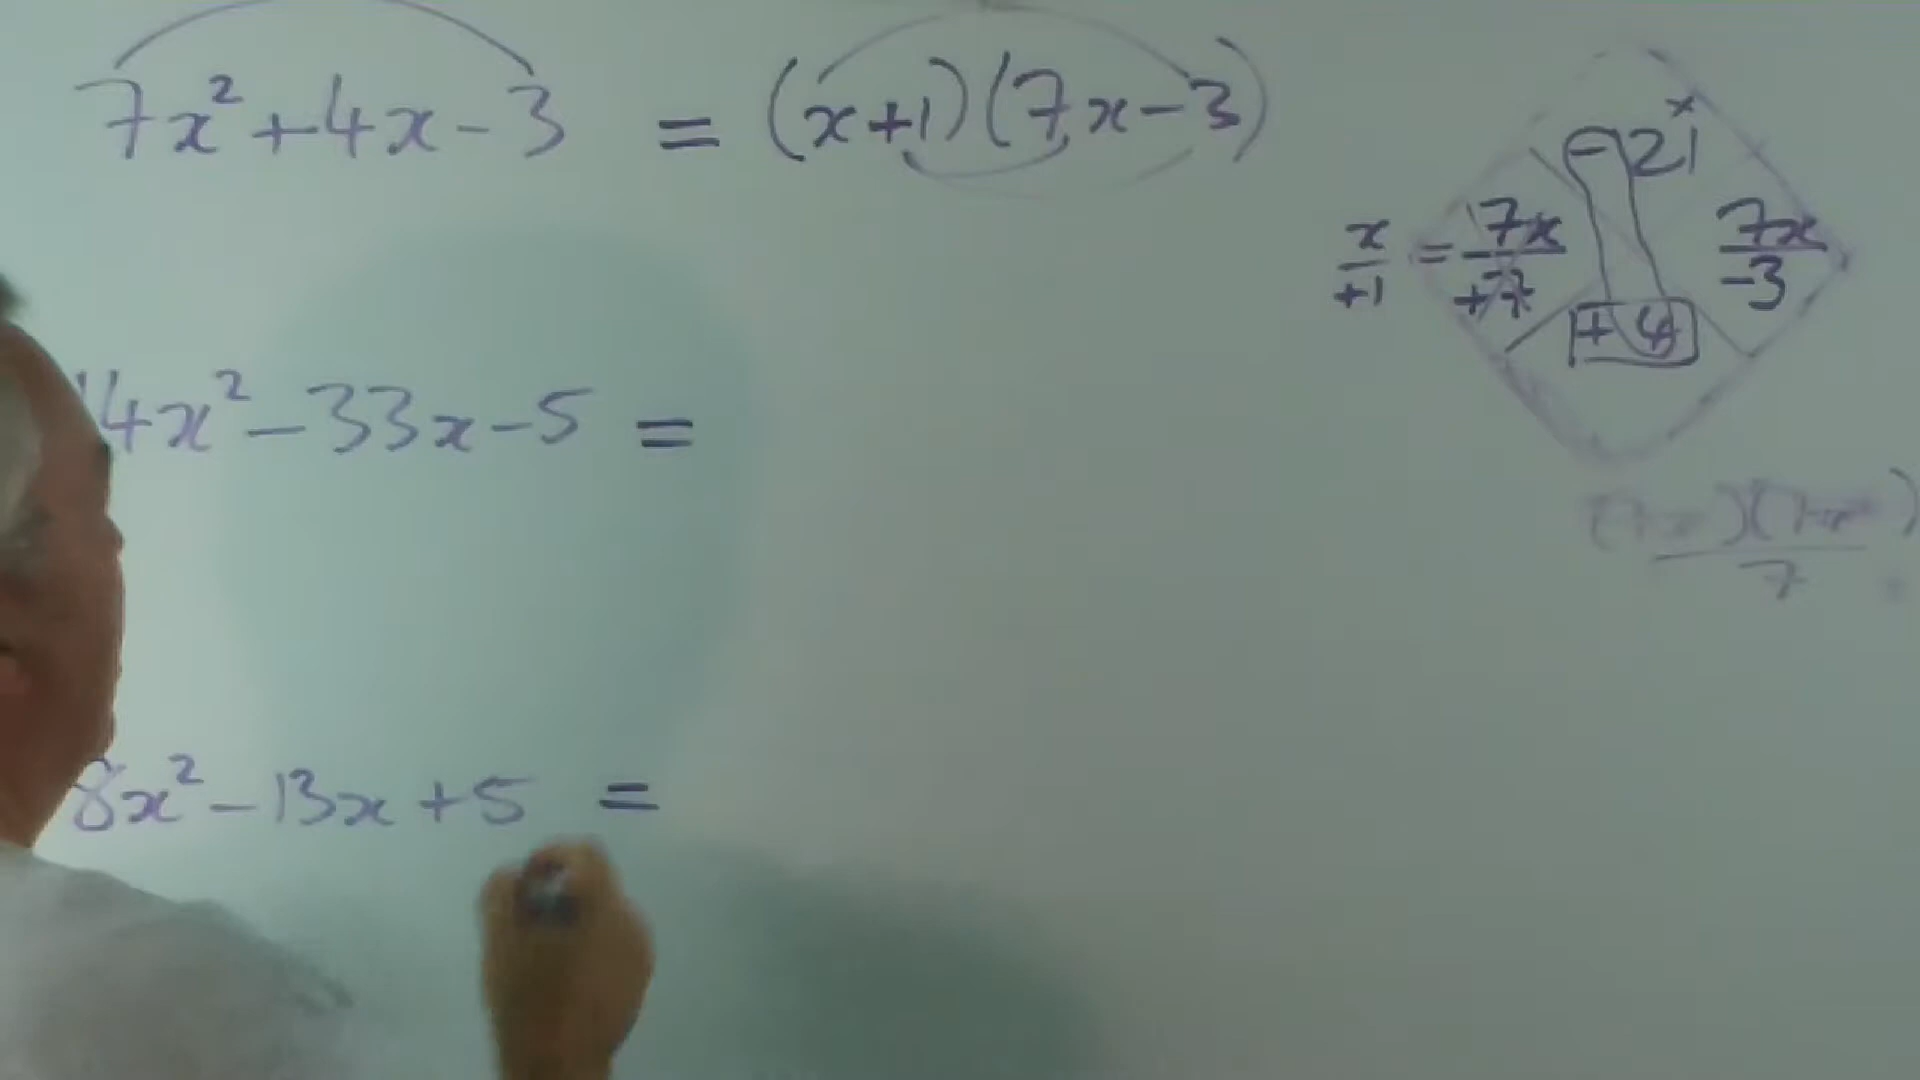 7x² + 4x - 3 = (x+1)(7x-3)
x
- 21
x/+1 = 7x/+7
7x/-3
+ 4
4x² - 33x - 5 =
7
8x² - 13x + 5 =